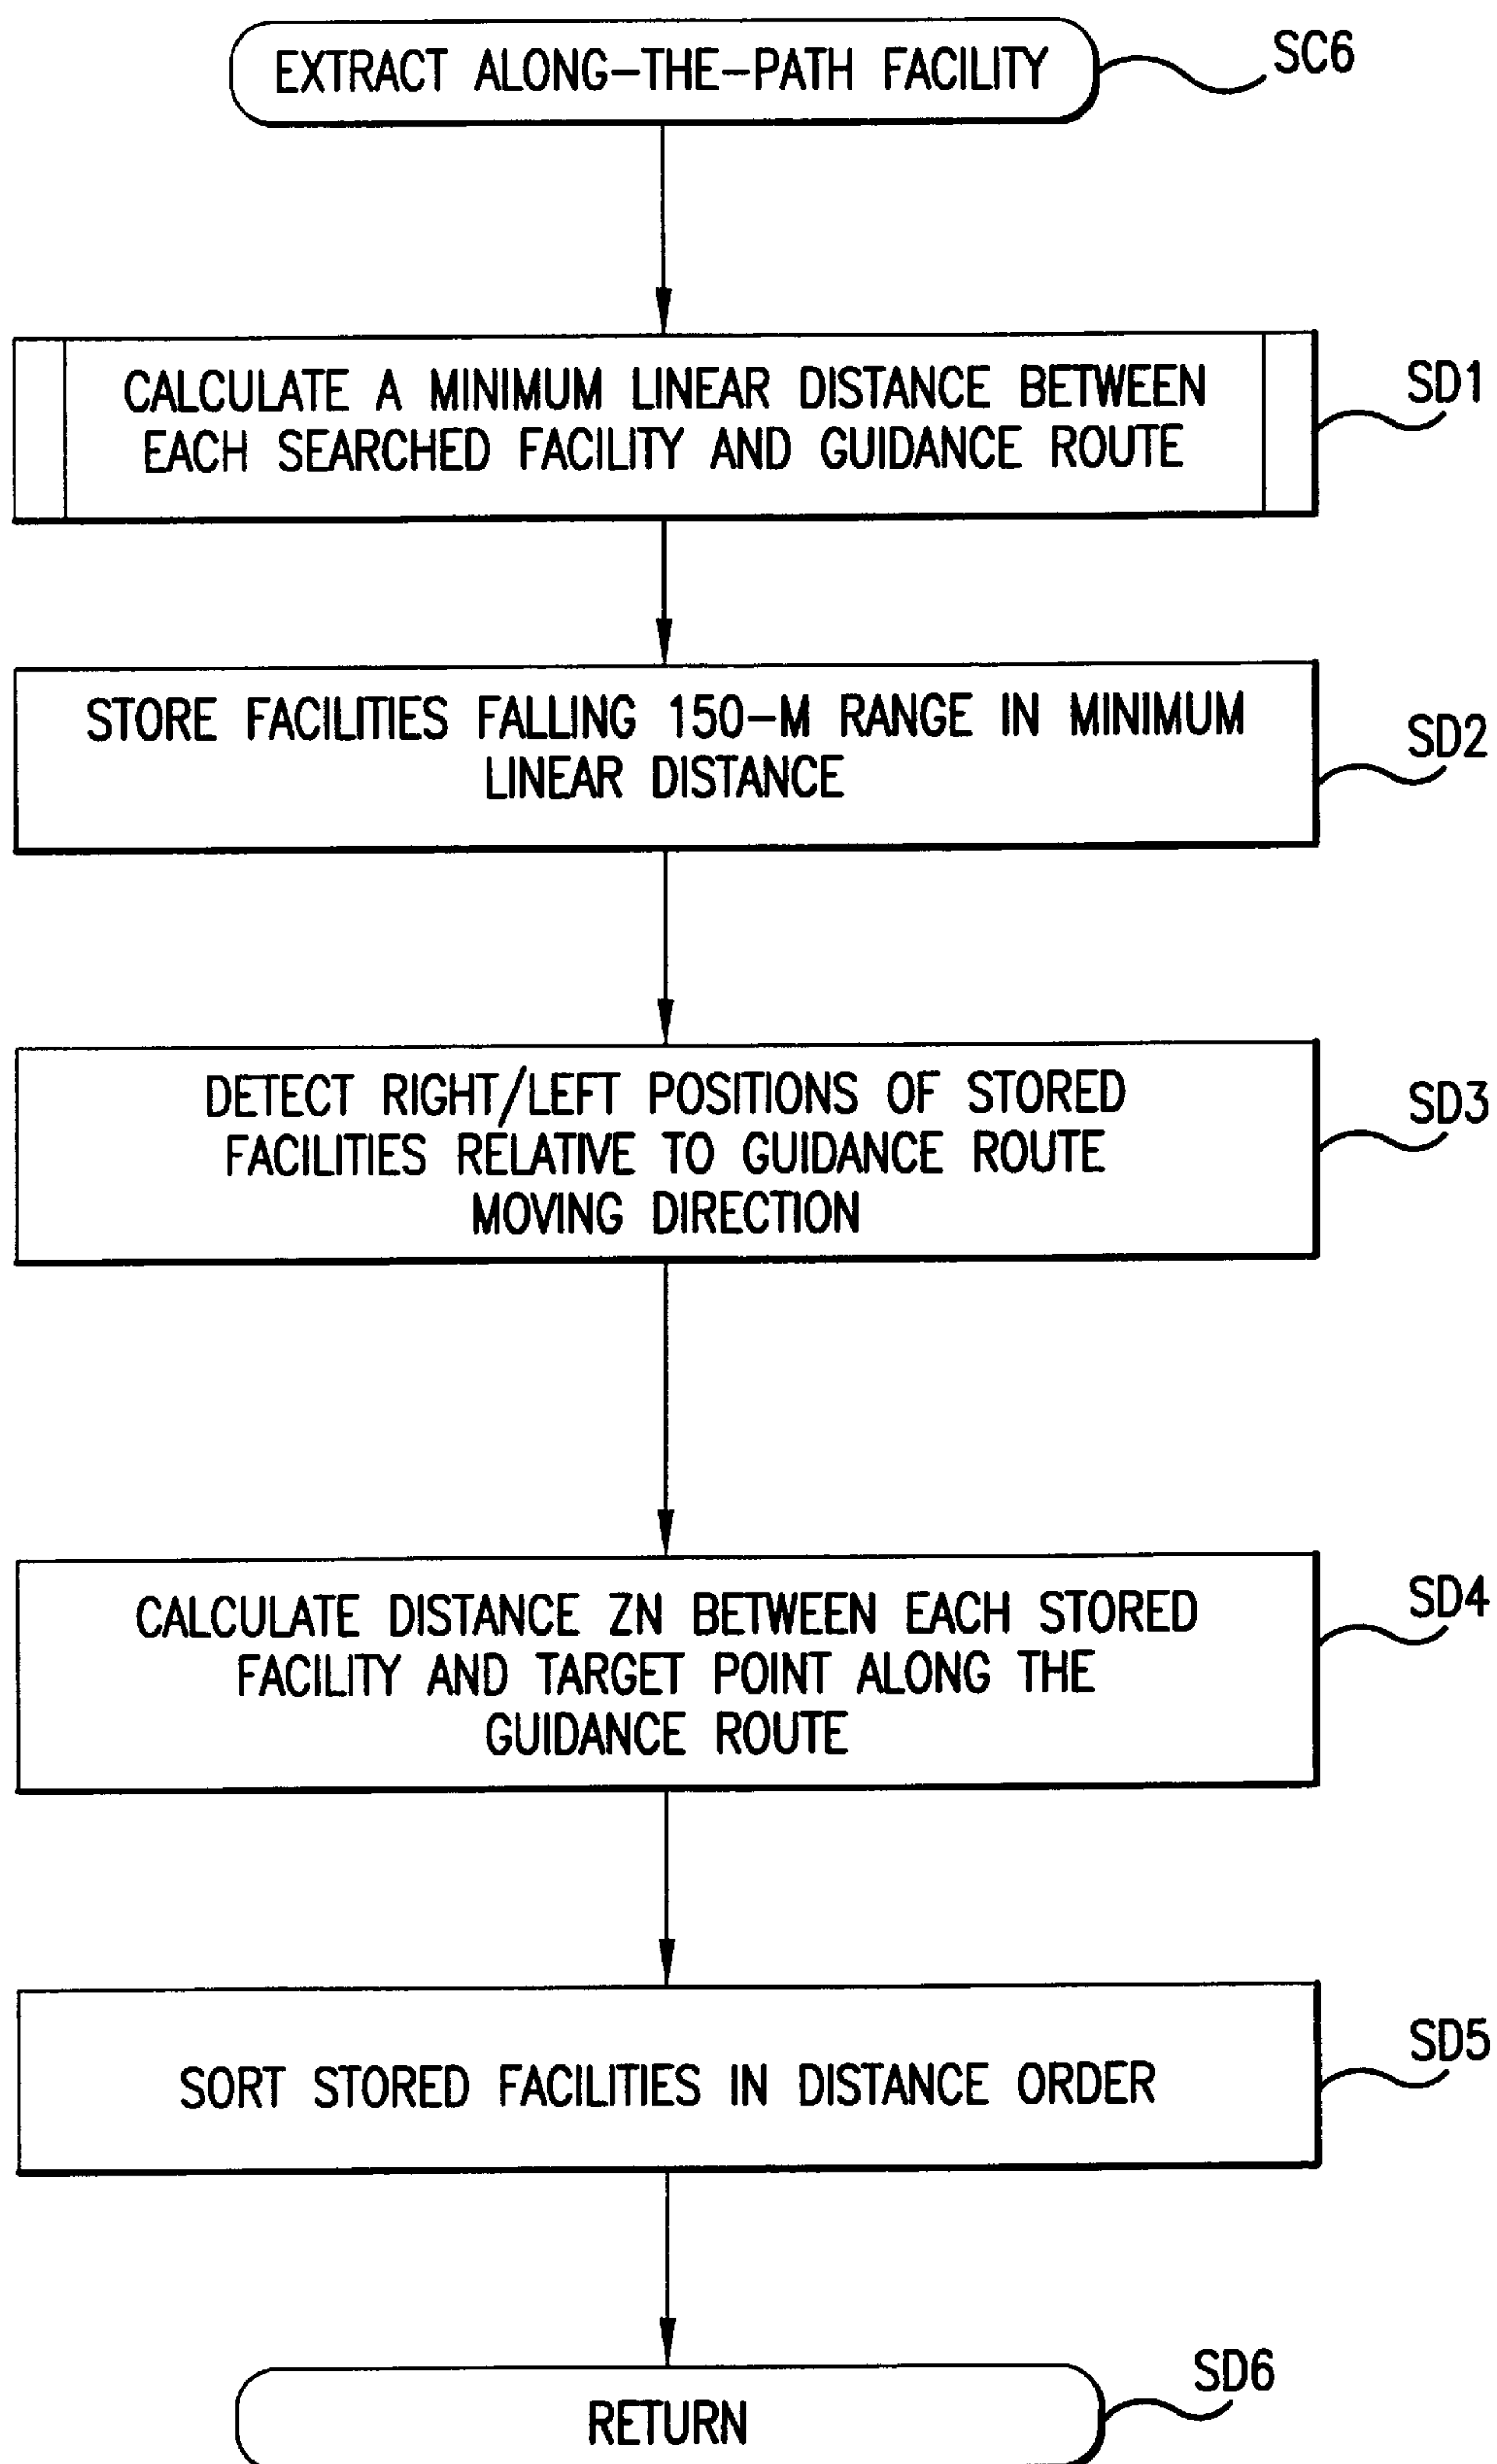 EXTRACT ALONG-THE-PATH FACILITY
SC6
CALCULATE A MINIMUM LINEAR DISTANCE BETWEEN
EACH SEARCHED FACILITY AND GUIDANCE ROUTE
SD1
STORE FACILITIES FALLING 150-M RANGE IN MINIMUM
LINEAR DISTANCE
SD2
DETECT RIGHT/LEFT POSITIONS OF STORED
FACILITIES RELATIVE TO GUIDANCE ROUTE
MOVING DIRECTION
SD3
CALCULATE DISTANCE ZN BETWEEN EACH STORED
FACILITY AND TARGET POINT ALONG THE
GUIDANCE ROUTE
SD4
SORT STORED FACILITIES IN DISTANCE ORDER
SD5
RETURN
SD6